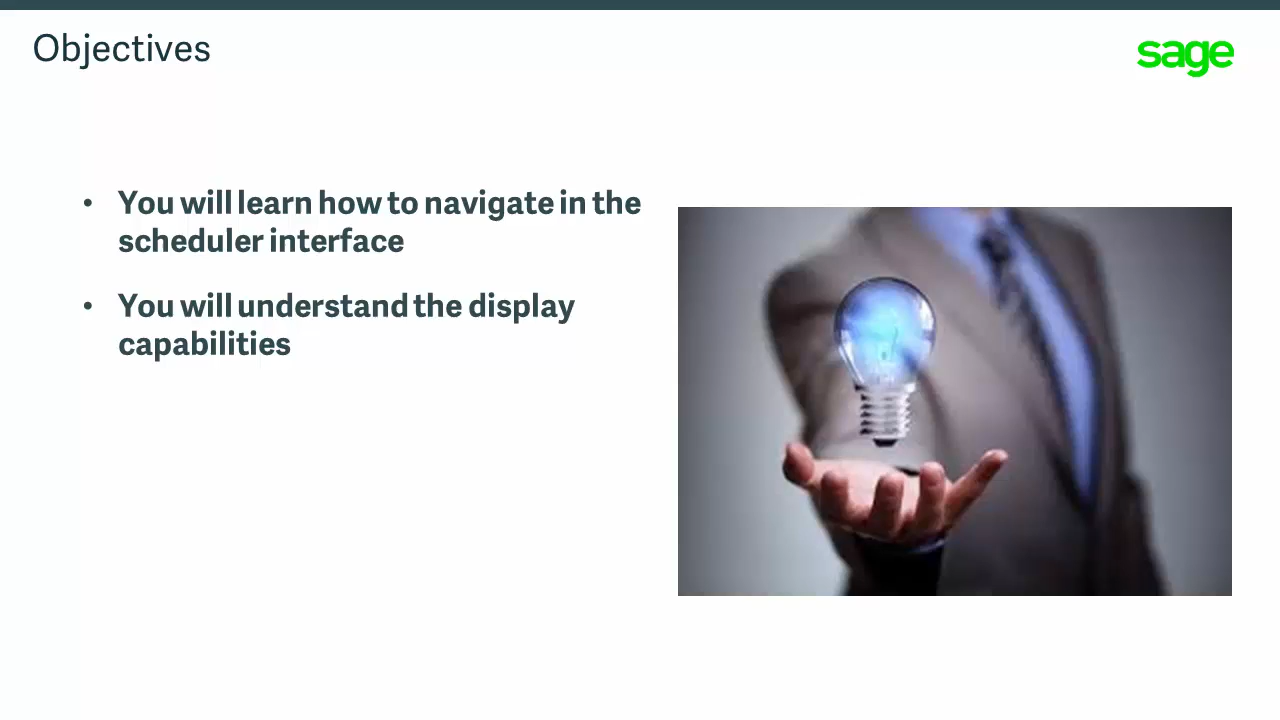 Objectives
sage
• You will learn how to navigate in the
scheduler interface
• You will understand the display
capabilities